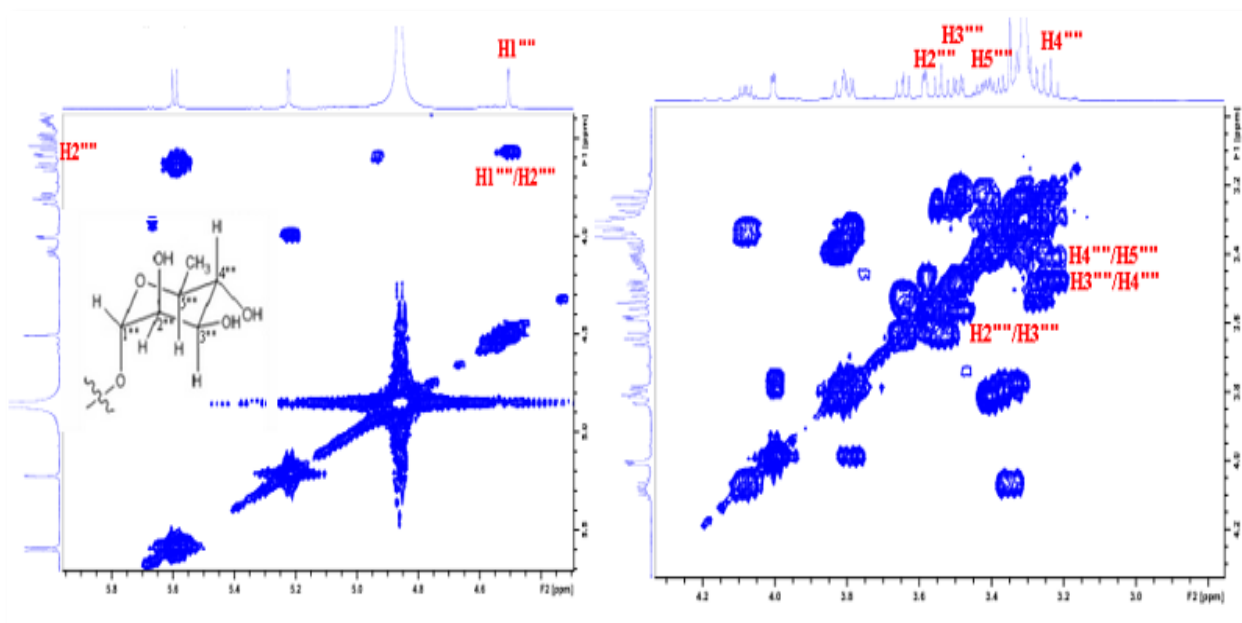 H1""
H2""
H1""/H2""
F1 [ppm]
4.0
4.5
5.0
5.5
5.8 5.6 5.4 5.2 5.0 4.8 4.6 F2 [ppm]
H
OH
CH₃
4"
H
O
5"
2"
OH
OH
1"
H
H
3"
O
H
H3""
H2""
H5""
H4""
F1 [ppm]
3.2
3.4
H4""/H5""
H3""/H4""
3.6
H2""/H3""
3.8
4.0
4.2
4.2 4.0 3.8 3.6 3.4 3.2 3.0 F2 [ppm]